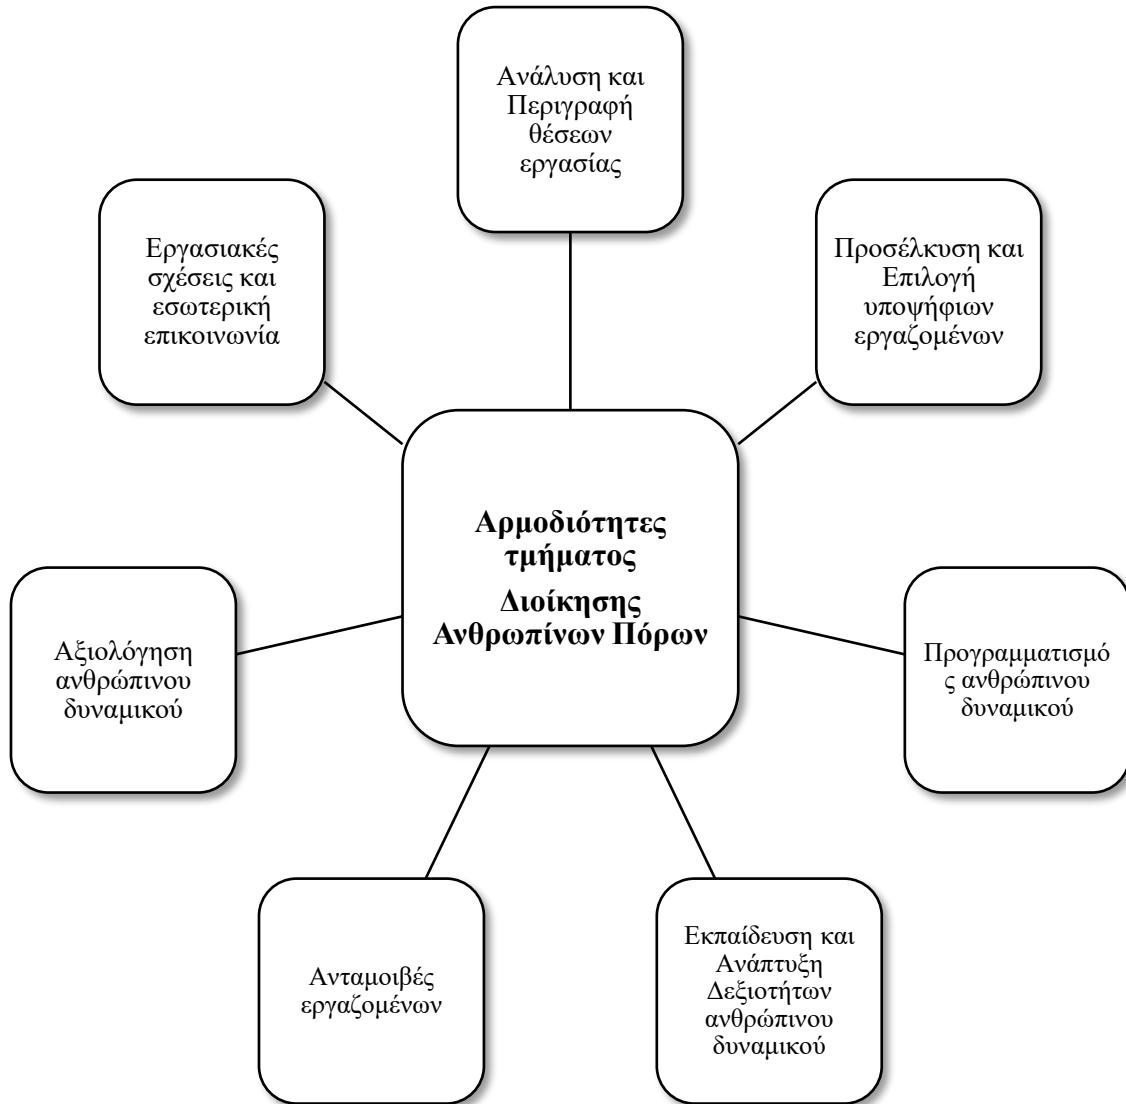 Ανάλυση και
Περιγραφή
θέσεων
εργασίας
Εργασιακές
σχέσεις και
εσωτερική
επικοινωνία
Προσέλκυση και
Επιλογή
υποψήφιων
εργαζομένων
Αρμοδιότητες
τμήματος
Διοίκησης
Ανθρωπίνων Πόρων
Αξιολόγηση
ανθρώπινου
δυναμικού
Προγραμματισμό
ς ανθρώπινου
δυναμικού
Ανταμοιβές
εργαζομένων
Εκπαίδευση και
Ανάπτυξη
Δεξιοτήτων
ανθρώπινου
δυναμικού